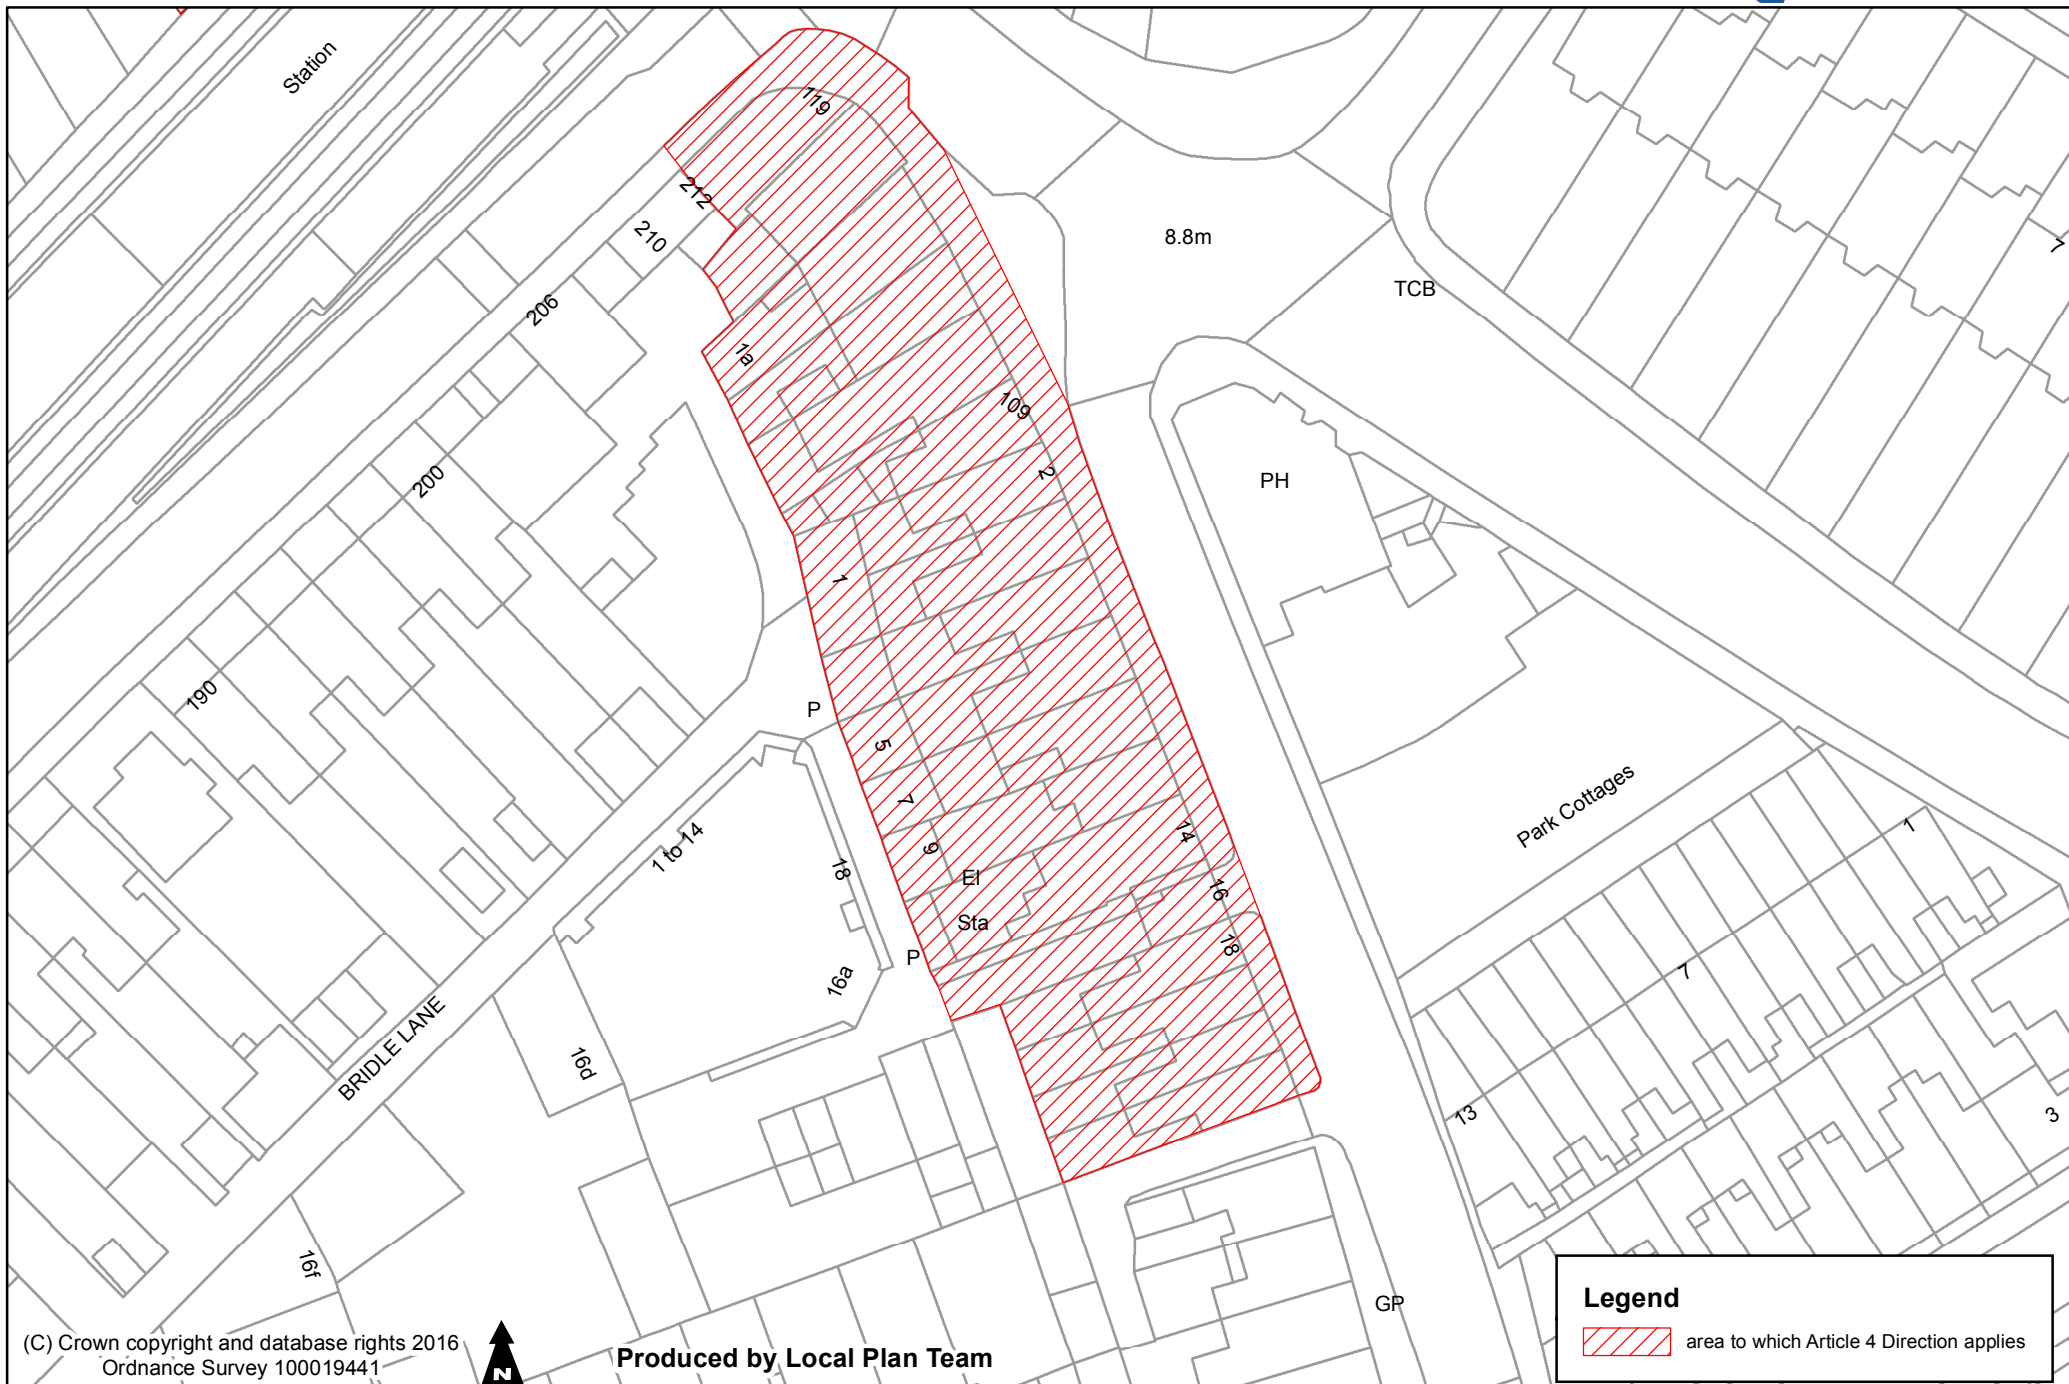 Station
119
212
210
8.8m
7
TCB
206
1a
109
2
PH
200
1
190
P
5
7
9
Park Cottages
1
1 to 14
14
18
El
Sta
16
18
P
16a
7
BRIDLE LANE
16d
13
3
16f
GP
Legend
area to which Article 4 Direction applies
(C) Crown copyright and database rights 2016
Ordnance Survey 100019441
N
Produced by Local Plan Team